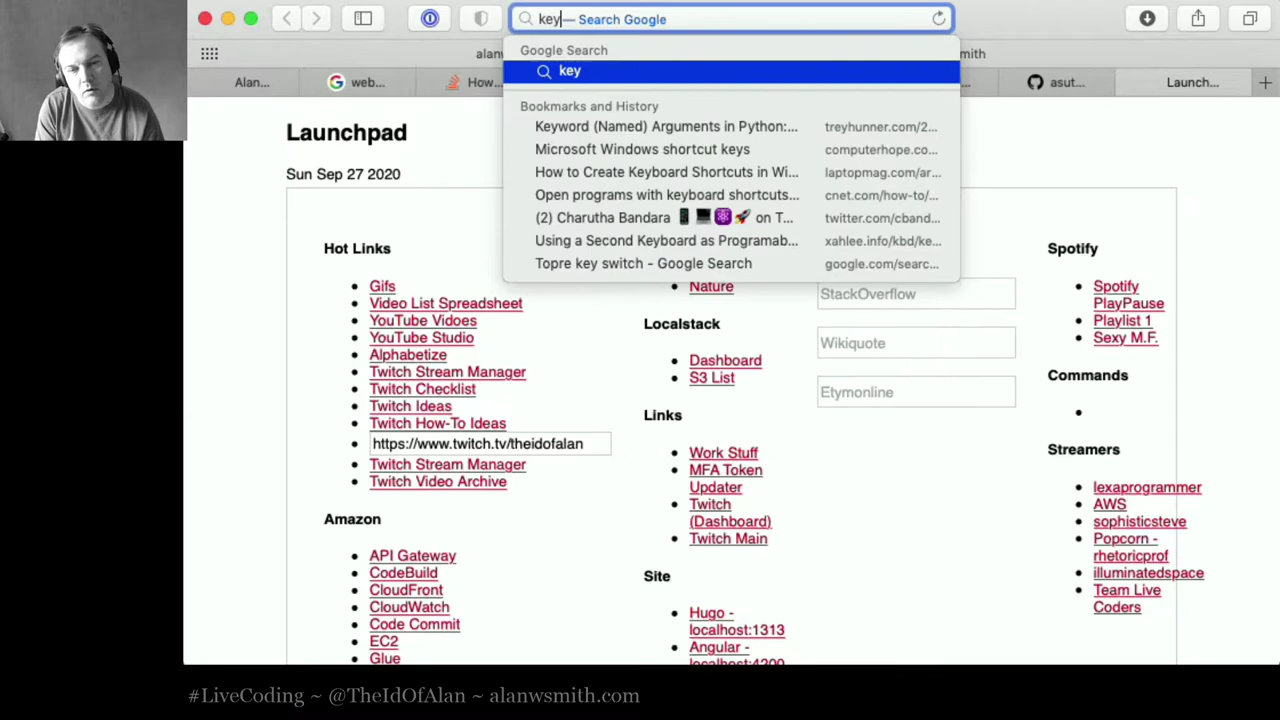 key — Search Google
alanw
smith
Google Search
key
Alan...
web...
How...
...
asut...
Launch...
Bookmarks and History
Keyword (Named) Arguments in Python:... treyhunner.com/2...
Microsoft Windows shortcut keys computerhope.co...
How to Create Keyboard Shortcuts in Wi... laptopmag.com/ar...
Open programs with keyboard shortcuts... cnet.com/how-to/...
(2) Charutha Bandara 📱💻⚛️🚀 on T... twitter.com/cband...
Using a Second Keyboard as Programab... xahlee.info/kbd/ke...
Topre key switch - Google Search google.com/searc...
Launchpad
Sun Sep 27 2020
Hot Links
Gifs
Video List Spreadsheet
YouTube Vidoes
YouTube Studio
Alphabetize
Twitch Stream Manager
Twitch Checklist
Twitch Ideas
Twitch How-To Ideas
https://www.twitch.tv/theidofalan
Twitch Stream Manager
Twitch Video Archive
Amazon
API Gateway
CodeBuild
CloudFront
CloudWatch
Code Commit
EC2
Glue
Nature
Localstack
Dashboard
S3 List
Links
Work Stuff
MFA Token
Updater
Twitch
(Dashboard)
Twitch Main
Site
Hugo -
localhost:1313
Angular -
localhost:4200
StackOverflow
Wikiquote
Etymonline
Spotify
Spotify
PlayPause
Playlist 1
Sexy M.F.
Commands
Streamers
lexaprogrammer
AWS
sophisticsteve
Popcorn -
rhetoricprof
illuminatedspace
Team Live
Coders
#LiveCoding ~ @TheIdOfAlan ~ alanwsmith.com